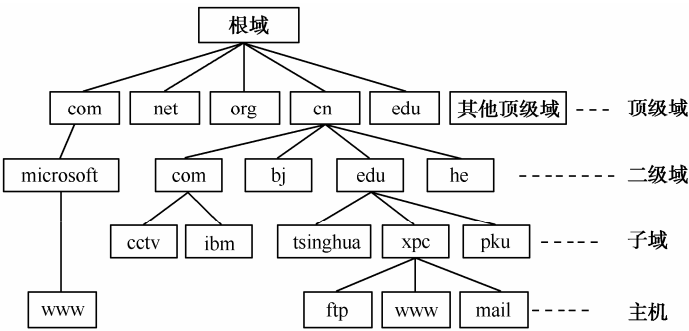 根域
com net org cn edu 其他顶级域 顶级域
microsoft com bj edu he 二级域
cctv ibm tsinghua xpc pku 子域
www ftp www mail 主机